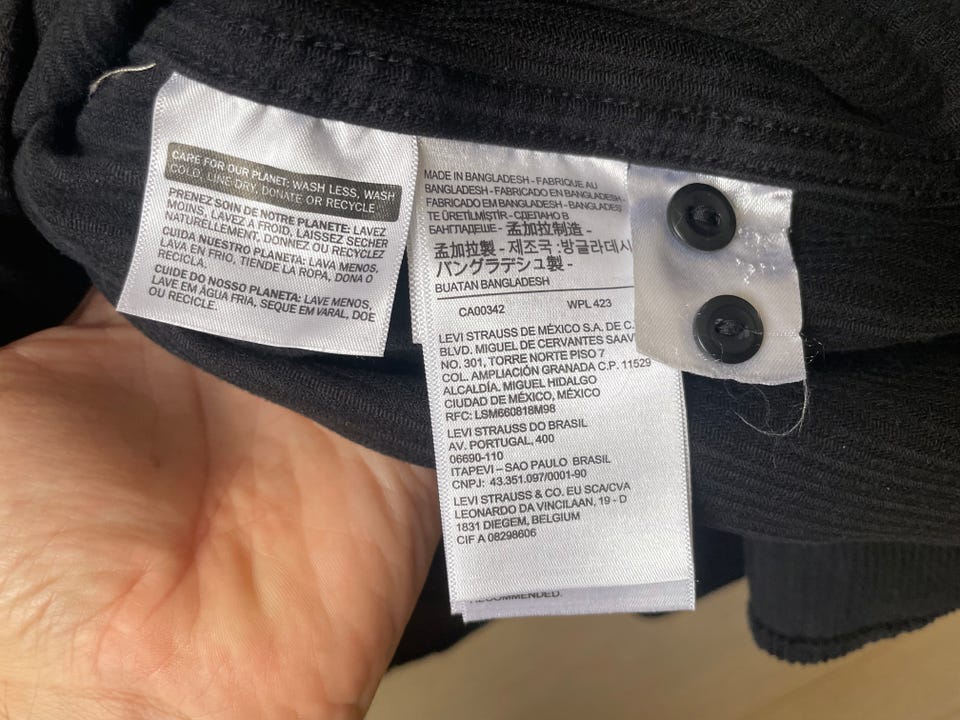 CARE FOR OUR PLANET: WASH LESS, WASH
COLD, LINE-DRY, DONATE OR RECYCLE
PRENEZ SOIN DE NOTRE PLANETE: LAVEZ
MOINS, LAVEZ A FROID. LAISSEZ SECHER
NATURELLEMENT. DONNEZ OU RECYCLEZ
CUIDA NUESTRO PLANETA: LAVA MENOS,
LAVA EN FRIO, TIENDE LA ROPA, DONA O
RECICLA.
CUIDE DO NOSSO PLANETA: LAVE MENOS,
LAVE EM ÁGUA FRIA, SEQUE EM VARAL, DOE
OU RECICLE.
MADE IN BANGLADESH - FABRIQUE AU
BANGLADESH - FABRICADO EN BANGLADESH -
FABRICADO EM BANGLADESH - BANGLADEŞ
TE ÜRETİLMİŞTİR - СДЕЛАНО В
БАНГЛАДЕШЕ - 孟加拉制造 -
孟加拉製 - 제조국 :방글라데시
バングラデシュ製 -
BUATAN BANGLADESH
CA00342 WPL 423
LEVI STRAUSS DE MÉXICO S.A. DE C.
BLVD. MIGUEL DE CERVANTES SAAV
NO. 301, TORRE NORTE PISO 7
COL. AMPLIACIÓN GRANADA C.P. 11529
ALCALDÍA. MIGUEL HIDALGO
CIUDAD DE MÉXICO, MÉXICO
RFC: LSM660818M98
LEVI STRAUSS DO BRASIL
AV. PORTUGAL, 400
06690-110
ITAPEVI – SAO PAULO BRASIL
CNPJ: 43.351.097/0001-90
LEVI STRAUSS & CO. EU SCA/CVA
LEONARDO DA VINCILAAN, 19 - D
1831 DIEGEM, BELGIUM
CIF A 08298606
RECOMMENDED.